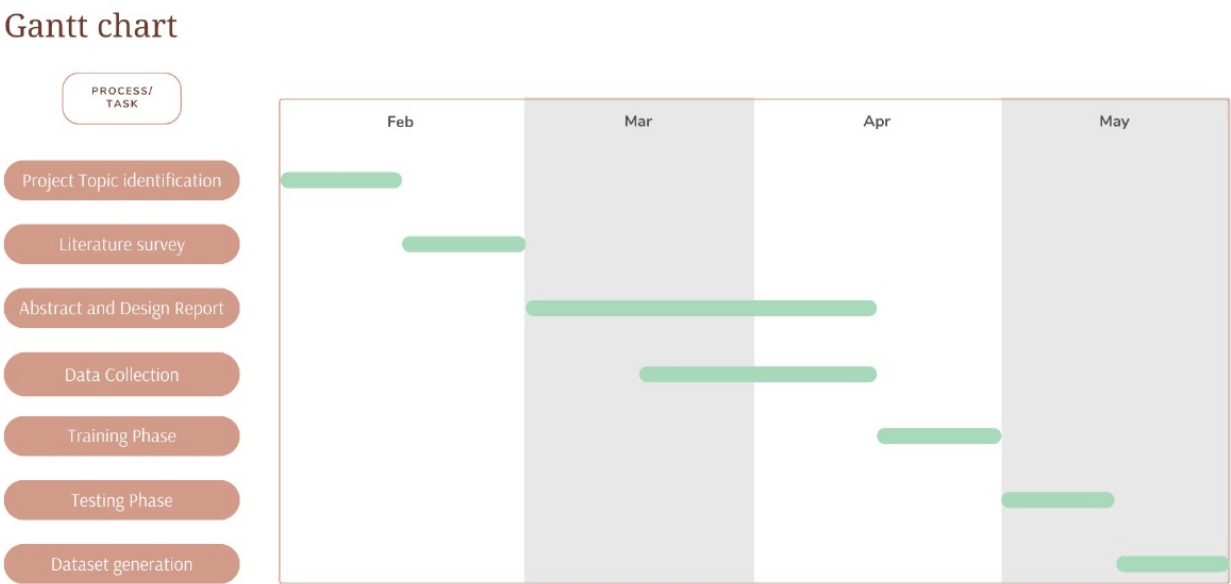 Gantt chart
PROCESS/
TASK
Feb
Mar
Apr
May
Project Topic identification
Literature survey
Abstract and Design Report
Data Collection
Training Phase
Testing Phase
Dataset generation